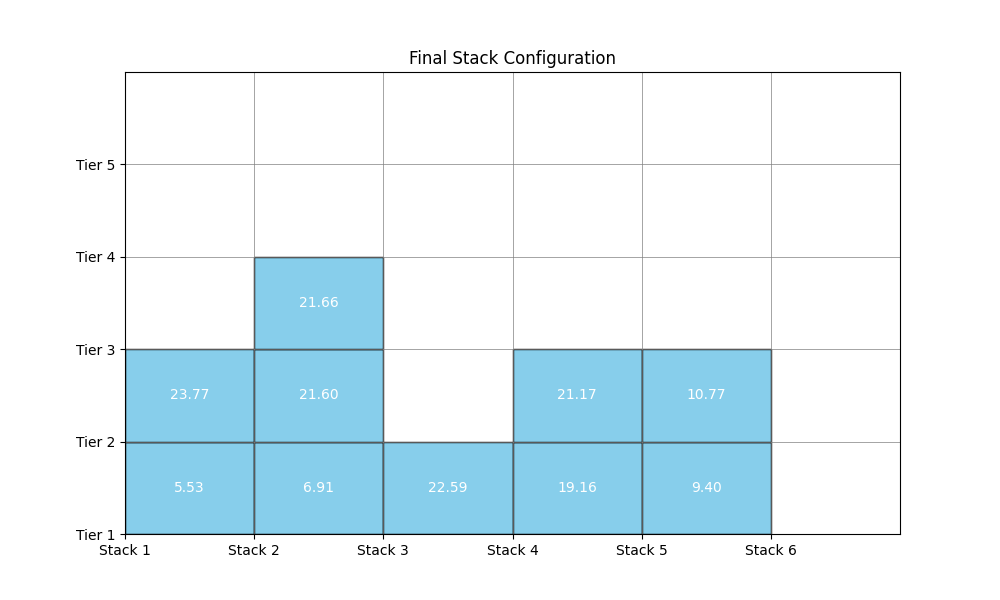 Final Stack Configuration
Tier 5
Tier 4
21.66
Tier 3
23.77 21.60 21.17 10.77
Tier 2
5.53 6.91 22.59 19.16 9.40
Tier 1
Stack 1 Stack 2 Stack 3 Stack 4 Stack 5 Stack 6